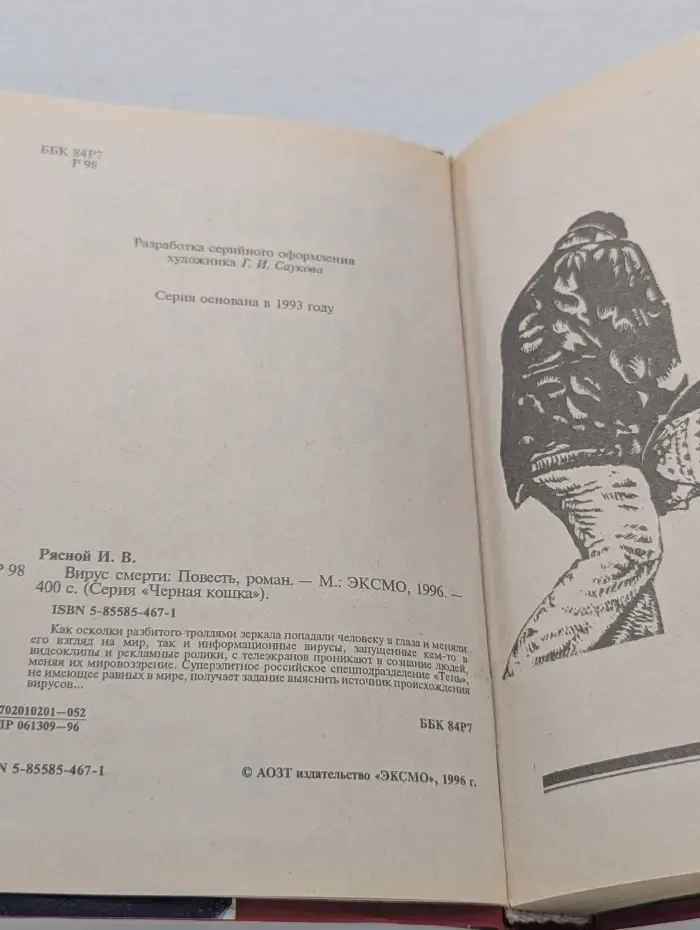 ББК 84Р7
Р 98
Разработка серийного оформления
художника Г. И. Саукова
Серия основана в 1993 году
Рясной И. В.
Р 98
Вирус смерти: Повесть, роман. — М.: ЭКСМО, 1996. —
400 с. (Серия «Черная кошка»).
ISBN 5-85585-467-1
Как осколки разбитого троллями зеркала попадали человеку в глаза и меняли
его взгляд на мир, так и информационные вирусы, запущенные кем-то в
видеоклипы и рекламные ролики, с телеэкранов проникают в сознание людей,
меняя их мировоззрение. Суперэлитное российское спецподразделение «Тень»,
не имеющее равных в мире, получает задание выяснить источник происхождения
вирусов...
702010201—052
ЛР 061309—96
ББК 84Р7
N 5-85585-467-1
© АОЗТ издательство «ЭКСМО», 1996 г.